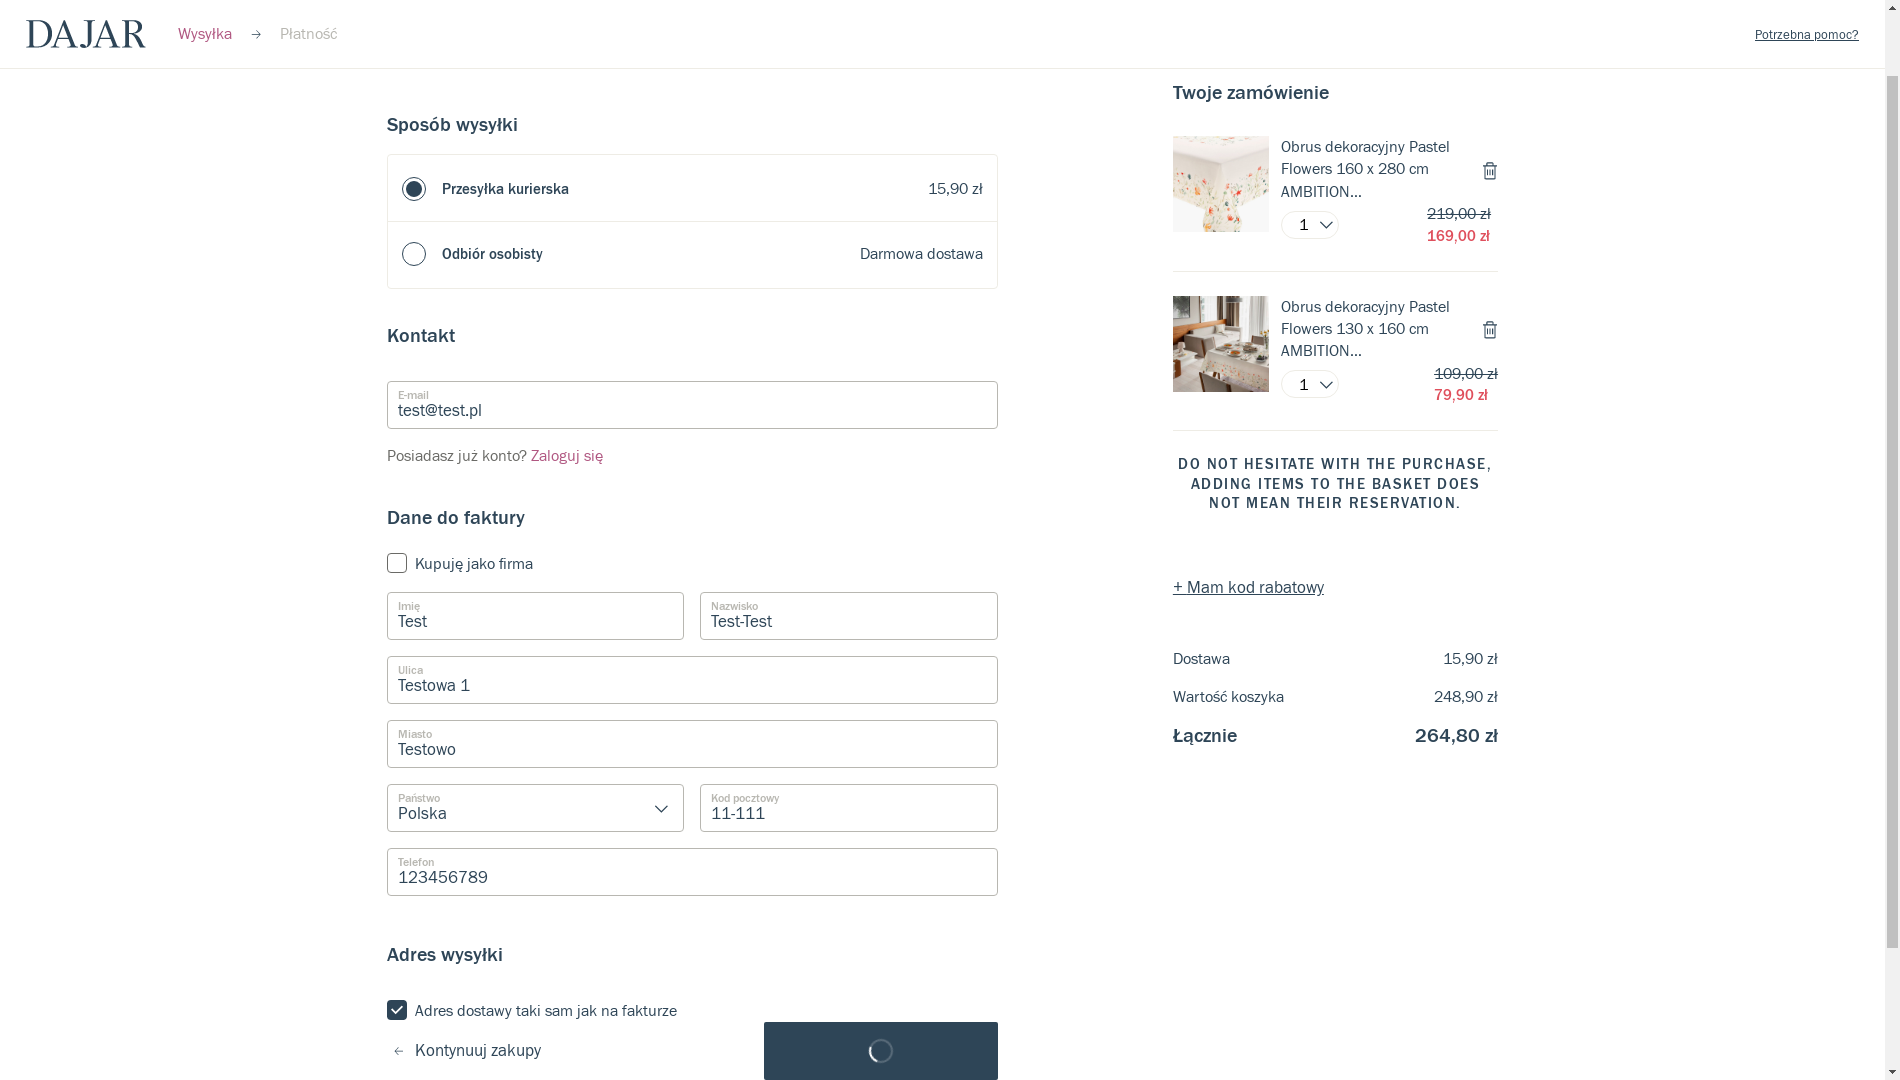 DAJAR
Wysyłka
Płatność
Potrzebna pomoc?
Sposób wysyłki
Przesyłka kurierska
15,90 zł
Odbiór osobisty
Darmowa dostawa
Kontakt
E-mail
test@test.pl
Posiadasz już konto? Zaloguj się
Dane do faktury
Kupuję jako firma
Imię
Test
Nazwisko
Test-Test
Ulica
Testowa 1
Miasto
Testowo
Państwo
Polska
Kod pocztowy
11-111
Telefon
123456789
Adres wysyłki
Adres dostawy taki sam jak na fakturze
Kontynuuj zakupy
Twoje zamówienie
Obrus dekoracyjny Pastel
Flowers 160 x 280 cm
AMBITION...
1
219,00 zł
169,00 zł
Obrus dekoracyjny Pastel
Flowers 130 x 160 cm
AMBITION...
1
109,00 zł
79,90 zł
DO NOT HESITATE WITH THE PURCHASE,
ADDING ITEMS TO THE BASKET DOES
NOT MEAN THEIR RESERVATION.
+ Mam kod rabatowy
Dostawa
15,90 zł
Wartość koszyka
248,90 zł
Łącznie
264,80 zł